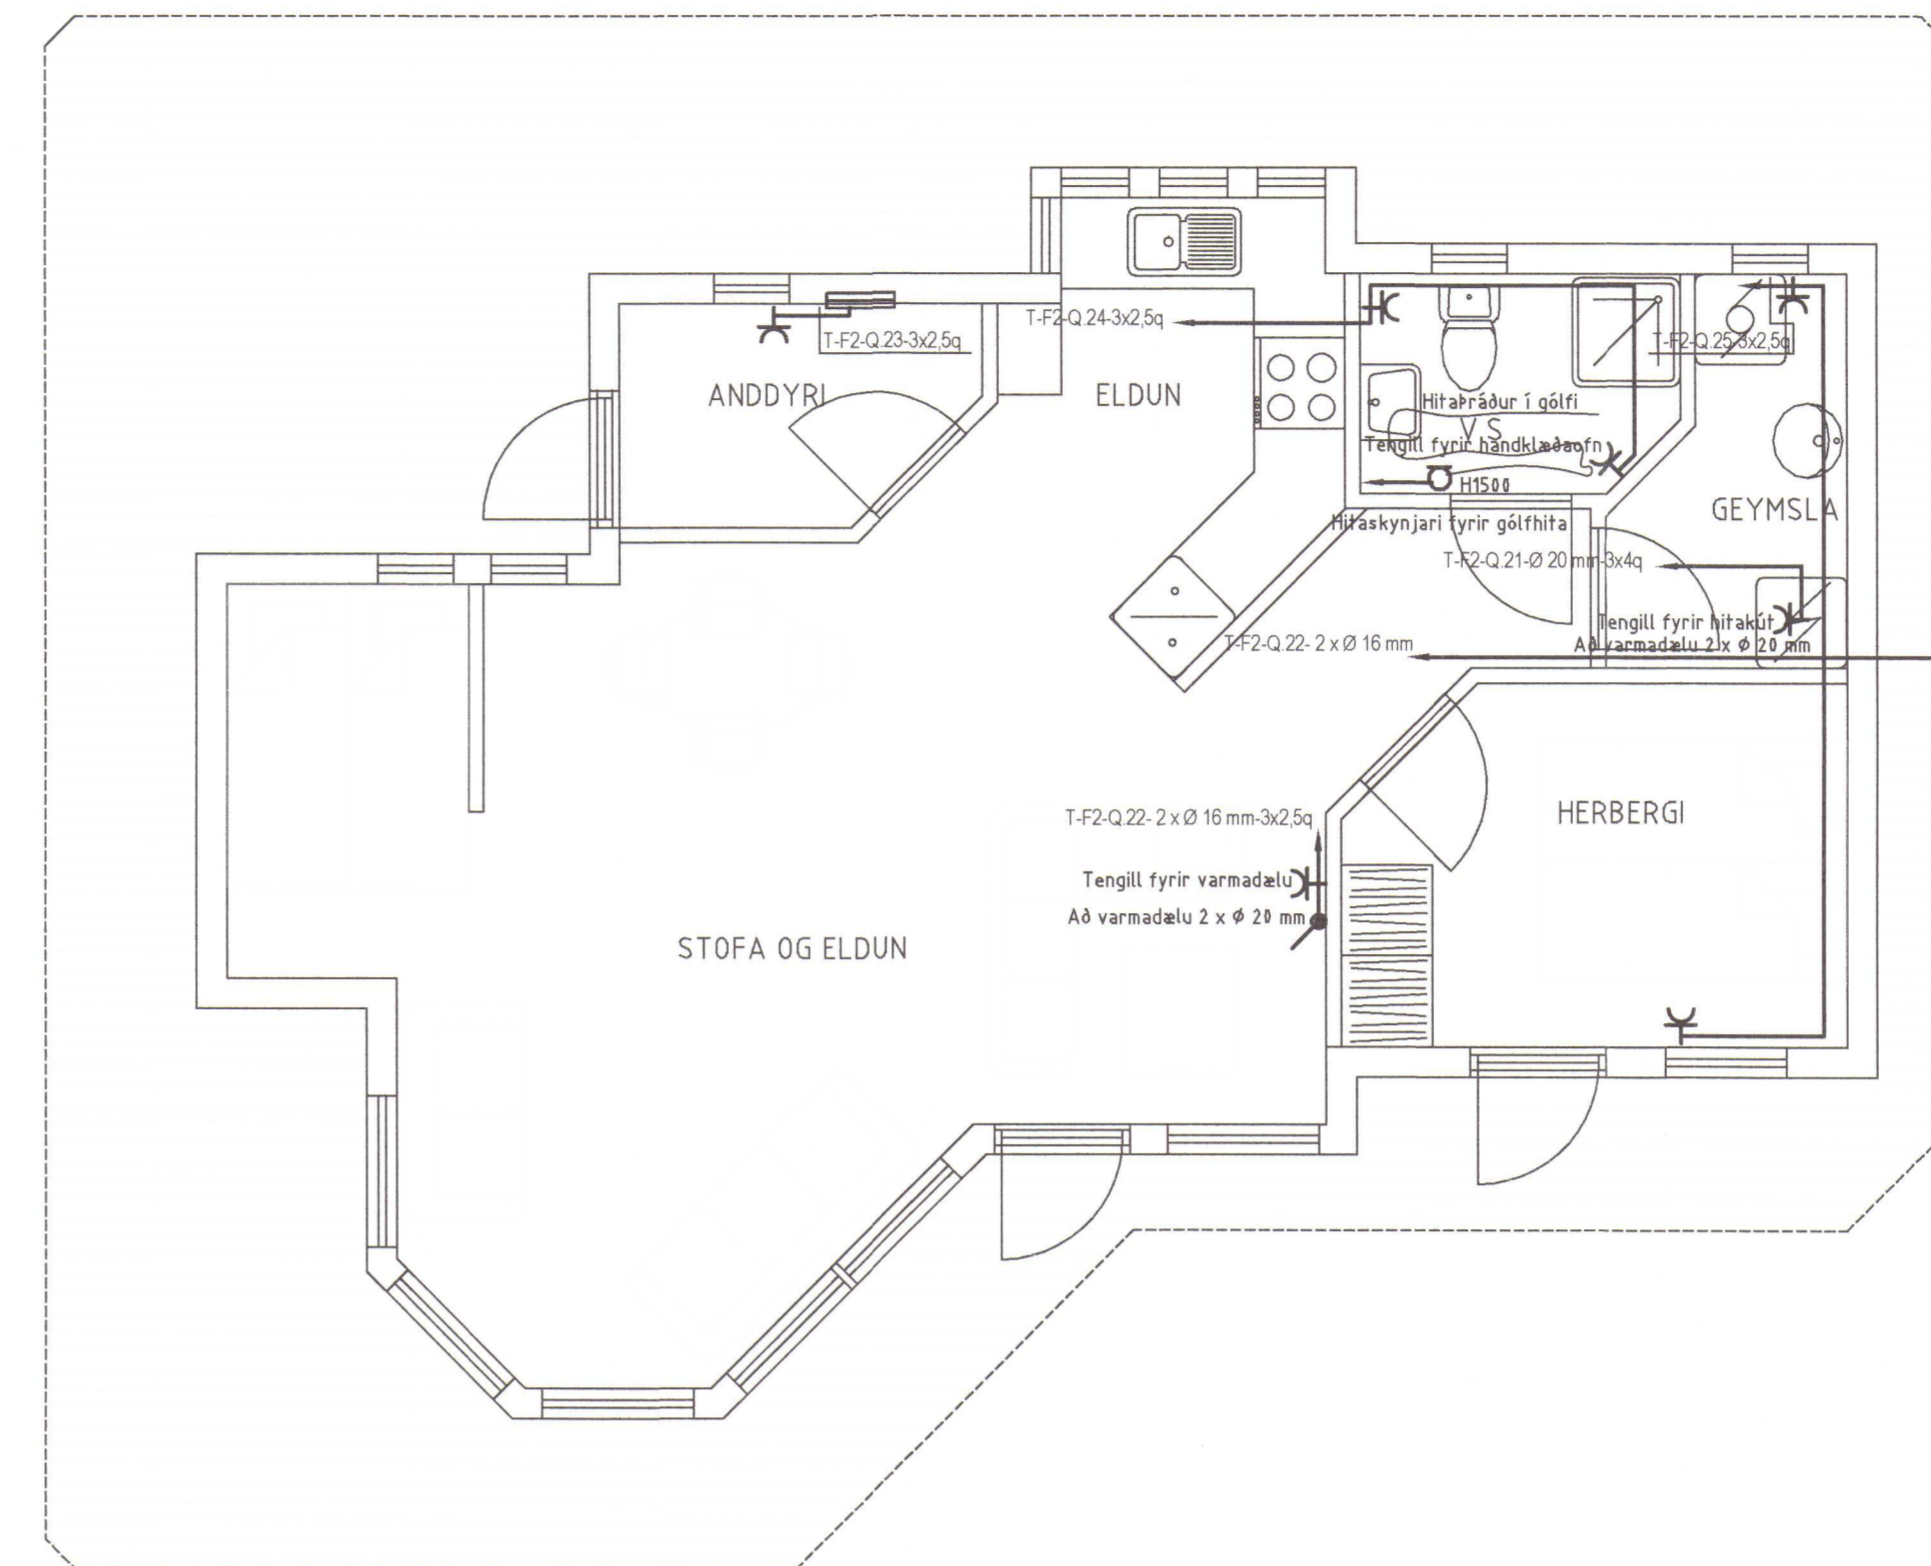 T-F2-Q.24-3x2,5q
T-F2-Q.23-3x2,5q
T-F2-Q.25-3x2,5q
ANDDYRI
ELDUN
Hitaþráður í gólfi
V S
Tengill fyrir handklæðaofn
H1500
GEYMSLA
Hitaskynjari fyrir gólfhita
T-F2-Q.21-Ø 20 mm-3x4q
Tengill fyrir hitakút
Að varmadælu 2 x Ø 20 mm
T-F2-Q.22- 2 x Ø 16 mm
HERBERGI
T-F2-Q.22- 2 x Ø 16 mm-3x2,5q
Tengill fyrir varmadælu
Að varmadælu 2 x Ø 20 mm
STOFA OG ELDUN